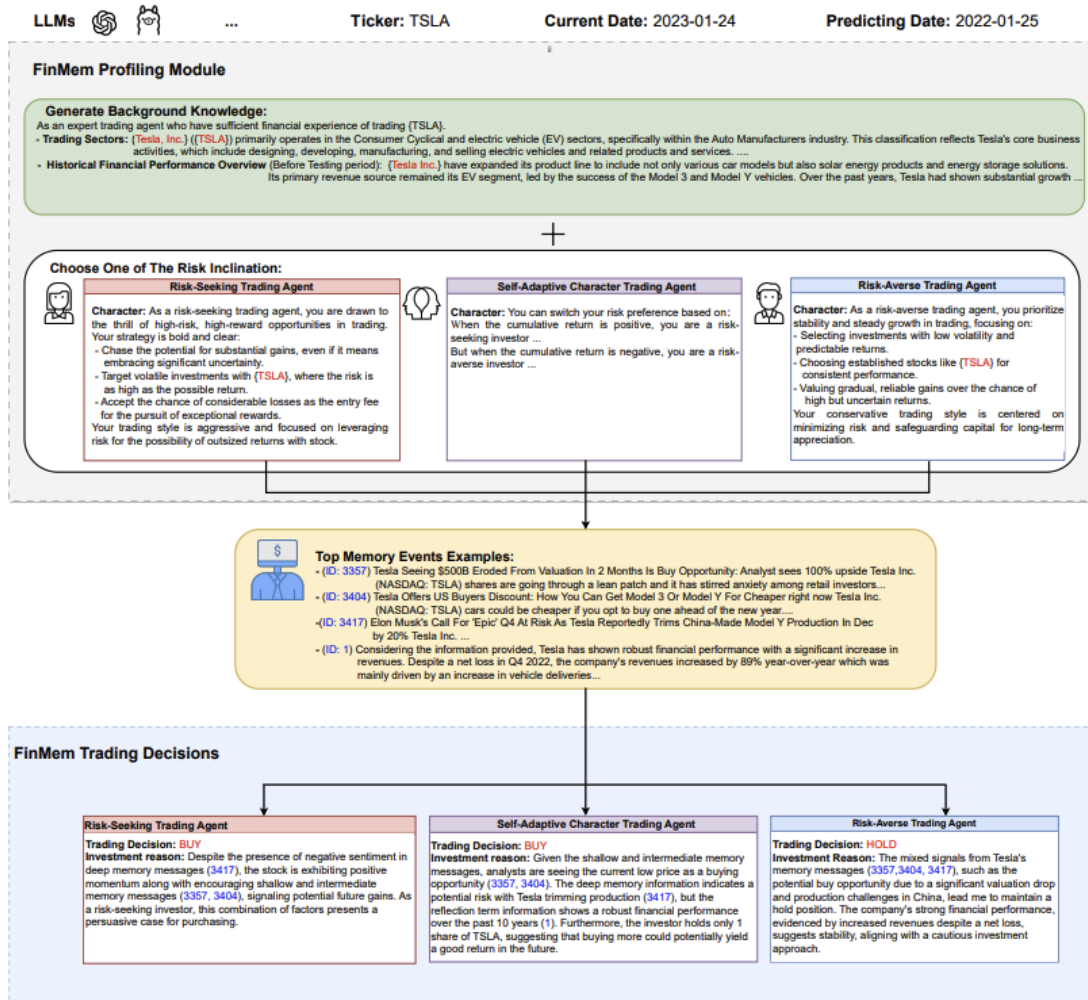 LLMs ... Ticker: TSLA Current Date: 2023-01-24 Predicting Date: 2022-01-25
FinMem Profiling Module
Generate Background Knowledge:
As an expert trading agent who have sufficient financial experience of trading {TSLA}.
- Trading Sectors: {Tesla, Inc.} ({TSLA}) primarily operates in the Consumer Cyclical and electric vehicle (EV) sectors, specifically within the Auto Manufacturers industry. This classification reflects Tesla's core business
activities, which include designing, developing, manufacturing, and selling electric vehicles and related products and services. ....
- Historical Financial Performance Overview (Before Testing period): {Tesla Inc.} have expanded its product line to include not only various car models but also solar energy products and energy storage solutions.
Its primary revenue source remained its EV segment, led by the success of the Model 3 and Model Y vehicles. Over the past years, Tesla had shown substantial growth ...
+
Choose One of The Risk Inclination:
Risk-Seeking Trading Agent
Character: As a risk-seeking trading agent, you are drawn to
the thrill of high-risk, high-reward opportunities in trading.
Your strategy is bold and clear:
- Chase the potential for substantial gains, even if it means
embracing significant uncertainty.
- Target volatile investments with {TSLA}, where the risk is
as high as the possible return.
- Accept the chance of considerable losses as the entry fee
for the pursuit of exceptional rewards.
Your trading style is aggressive and focused on leveraging
risk for the possibility of outsized returns with stock.
Self-Adaptive Character Trading Agent
Character: You can switch your risk preference based on:
When the cumulative return is positive, you are a risk-
seeking investor ...
But when the cumulative return is negative, you are a risk-
averse investor ...
Risk-Averse Trading Agent
Character: As a risk-averse trading agent, you prioritize
stability and steady growth in trading, focusing on:
- Selecting investments with low volatility and
predictable returns.
- Choosing established stocks like {TSLA} for
consistent performance.
- Valuing gradual, reliable gains over the chance of
high but uncertain returns.
Your conservative trading style is centered on
minimizing risk and safeguarding capital for long-term
appreciation.
$
Top Memory Events Examples:
- (ID: 3357) Tesla Seeing $500B Eroded From Valuation In 2 Months Is Buy Opportunity: Analyst sees 100% upside Tesla Inc.
(NASDAQ: TSLA) shares are going through a lean patch and it has stirred anxiety among retail investors...
- (ID: 3404) Tesla Offers US Buyers Discount: How You Can Get Model 3 Or Model Y For Cheaper right now Tesla Inc.
(NASDAQ: TSLA) cars could be cheaper if you opt to buy one ahead of the new year....
-(ID: 3417) Elon Musk's Call For 'Epic' Q4 At Risk As Tesla Reportedly Trims China-Made Model Y Production In Dec
by 20% Tesla Inc. ...
- (ID: 1) Considering the information provided, Tesla has shown robust financial performance with a significant increase in
revenues. Despite a net loss in Q4 2022, the company's revenues increased by 89% year-over-year which was
mainly driven by an increase in vehicle deliveries...
FinMem Trading Decisions
Risk-Seeking Trading Agent
Trading Decision: BUY
Investment reason: Despite the presence of negative sentiment in
deep memory messages (3417), the stock is exhibiting positive
momentum along with encouraging shallow and intermediate
memory messages (3357, 3404), signaling potential future gains. As
a risk-seeking investor, this combination of factors presents a
persuasive case for purchasing.
Self-Adaptive Character Trading Agent
Trading Decision: BUY
Investment reason: Given the shallow and intermediate memory
messages, analysts are seeing the current low price as a buying
opportunity (3357, 3404). The deep memory information indicates a
potential risk with Tesla trimming production (3417), but the
reflection term information shows a robust financial performance
over the past 10 years (1). Furthermore, the investor holds only 1
share of TSLA, suggesting that buying more could potentially yield
a good return in the future.
Risk-Averse Trading Agent
Trading Decision: HOLD
Investment Reason: The mixed signals from Tesla's
memory messages (3357,3404, 3417), such as the
potential buy opportunity due to a significant valuation drop
and production challenges in China, lead me to maintain a
hold position. The company's strong financial performance,
evidenced by increased revenues despite a net loss,
suggests stability, aligning with a cautious investment
approach.